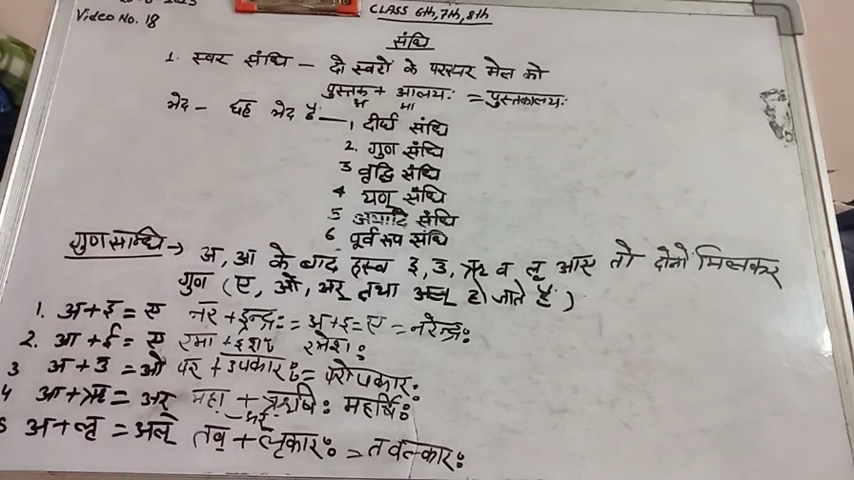 Video No. 18
CLASS 6th, 7th, 8th
संधि
1. स्वर संधि – दो स्वरों के परस्पर मेल को
पुस्तक + आलयः = पुस्तकालयः
अ आ
भेद – छह भेद हैं –
1 दीर्घ संधि
2. गुण संधि
3 वृद्धि संधि
4 यण् संधि
5 अयादि संधि
6 पूर्व रूप संधि
गुण सन्धि → अ, आ के बाद ह्रस्व इ, उ, ऋ व लृ आए तो दोनों मिलकर
गुण (ए, ओ, अर् तथा अल् हो जाते हैं)
1. अ+इ = ए नर + इन्द्रः = अ+इ=ए = नरेन्द्रः
2. आ+ई = ए रमा + ईशः रमेशः
3 अ+उ = ओ पर + उपकारः = परोपकारः
4 आ+ऋ = अर् महा + ऋषिः महर्षिः
अर्
5 अ+लृ = अल् तव + लृकारः = तवल्कारः